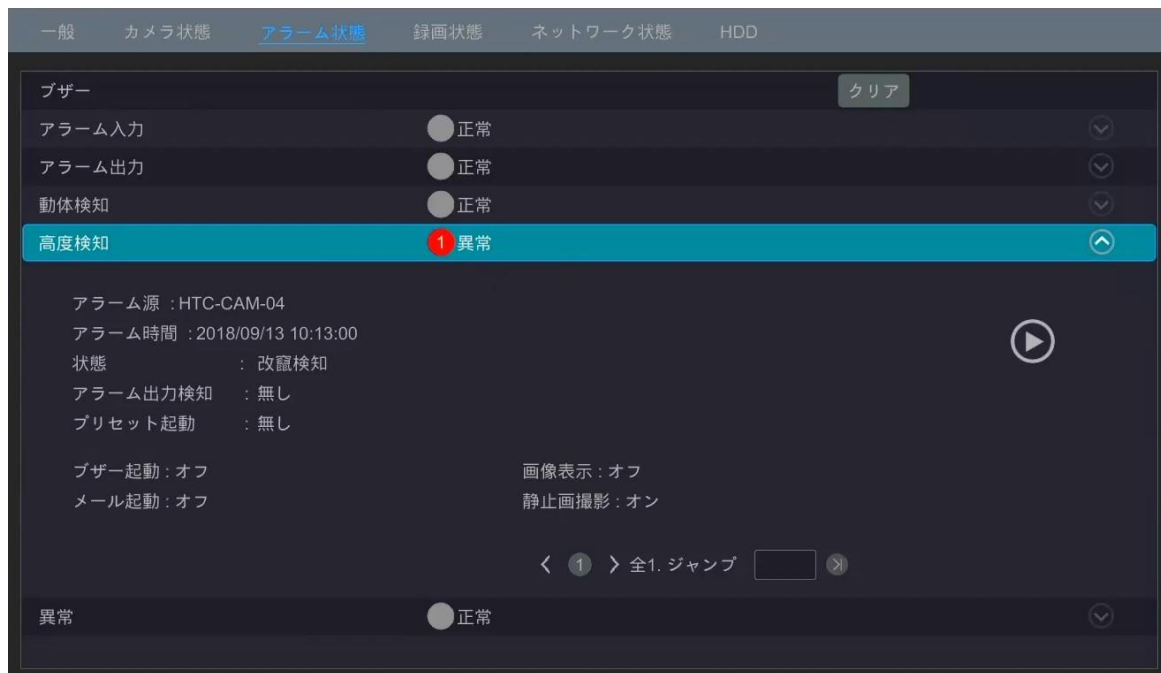 一般 カメラ状態 アラーム状態 録画状態 ネットワーク状態 HDD
ブザー クリア
アラーム入力 正常
アラーム出力 正常
動体検知 正常
高度検知 1 異常
アラーム源 :HTC-CAM-04
アラーム時間 :2018/09/13 10:13:00
状態 : 改竄検知
アラーム出力検知 : 無し
プリセット起動 : 無し
ブザー起動 : オフ 画像表示 : オフ
メール起動 : オフ 静止画撮影 : オン
1 全1. ジャンプ
異常 正常